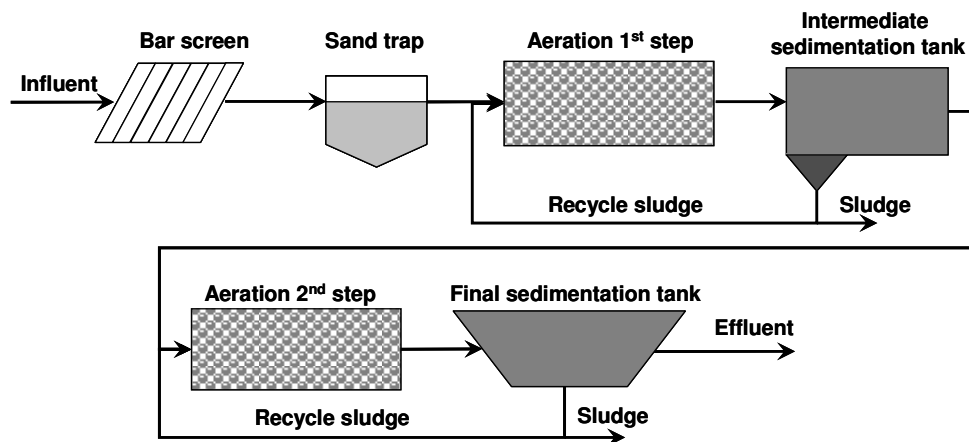 Influent
Bar screen
Sand trap
Aeration 1st step
Intermediate
sedimentation tank
Recycle sludge
Sludge
Aeration 2nd step
Final sedimentation tank
Effluent
Recycle sludge
Sludge